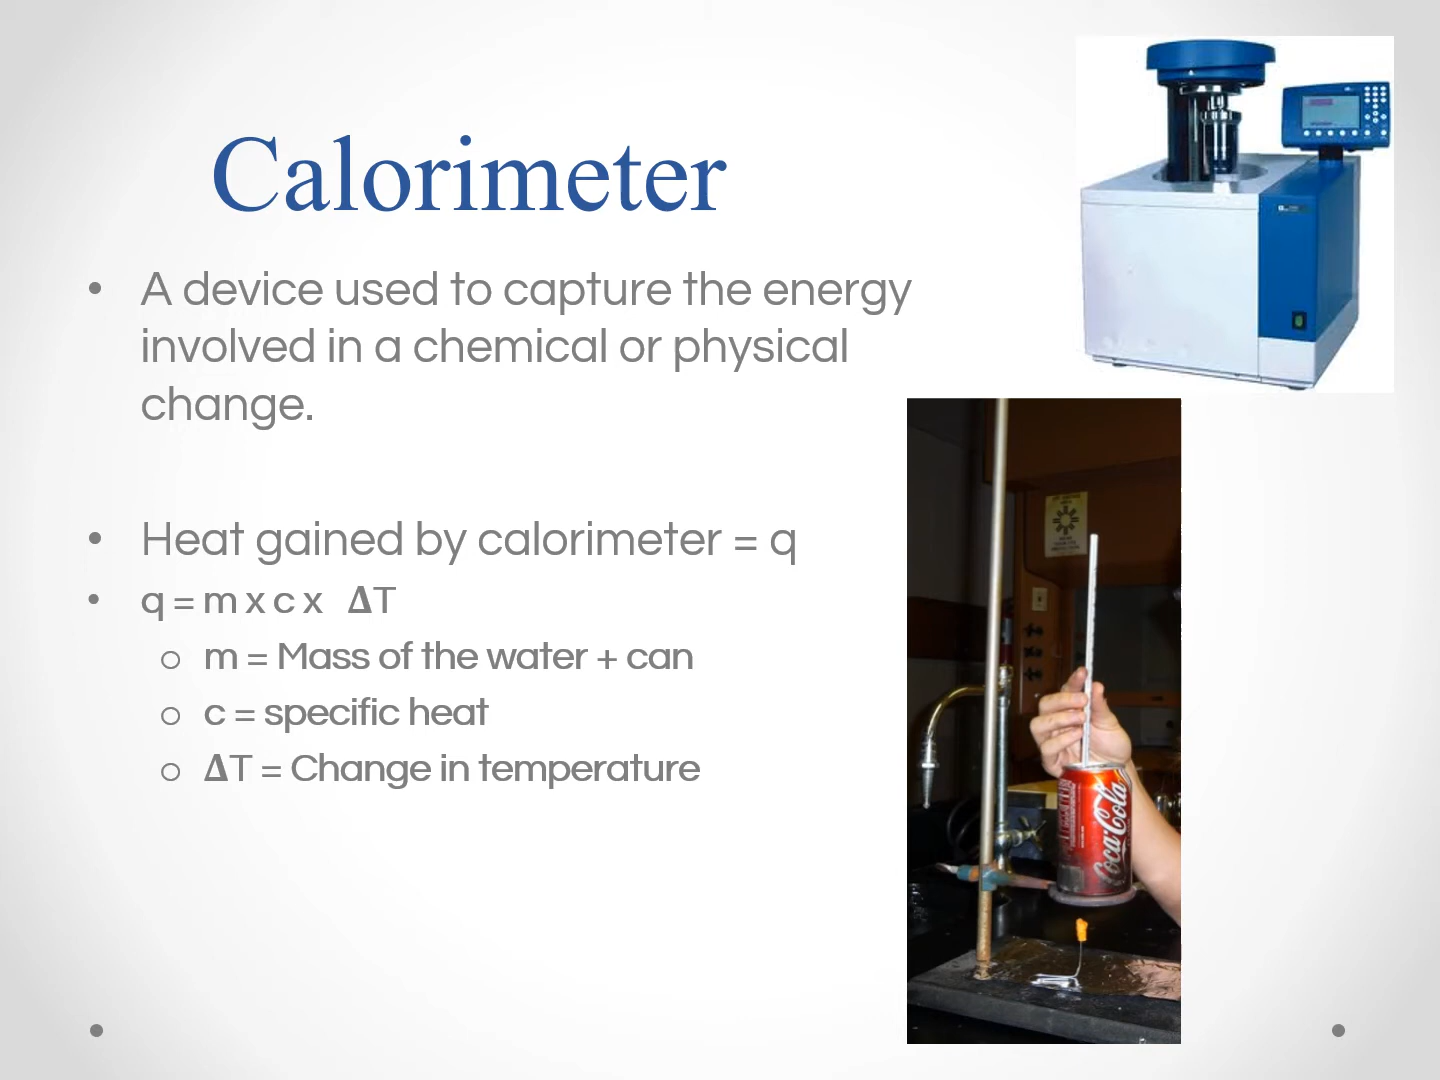 Calorimeter
• A device used to capture the energy
involved in a chemical or physical
change.
• Heat gained by calorimeter = q
• q = m x c x ΔT
o m = Mass of the water + can
o c = specific heat
o ΔT = Change in temperature
Coca-Cola